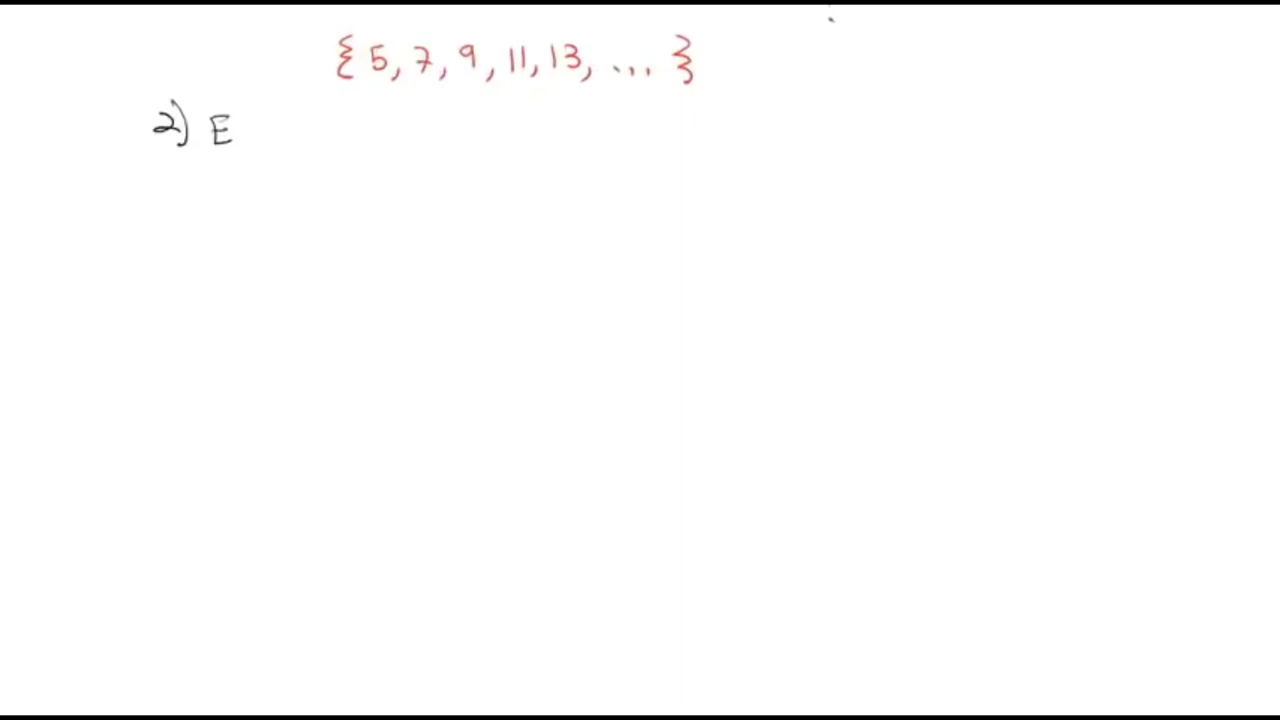 { 5, 7, 9, 11, 13, ... }
2) E